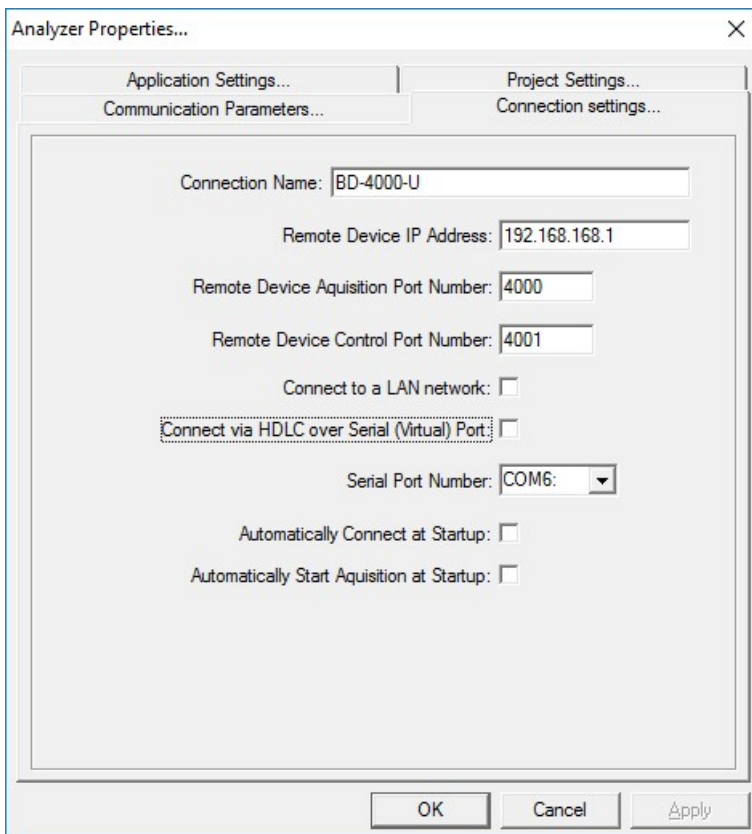 Analyzer Properties...
Application Settings...
Project Settings...
Communication Parameters...
Connection settings...
Connection Name: BD-4000-U
Remote Device IP Address: 192.168.168.1
Remote Device Aquisition Port Number: 4000
Remote Device Control Port Number: 4001
Connect to a LAN network:
Connect via HDLC over Serial (Virtual) Port:
Serial Port Number: COM6:
Automatically Connect at Startup:
Automatically Start Aquisition at Startup:
OK
Cancel
Apply